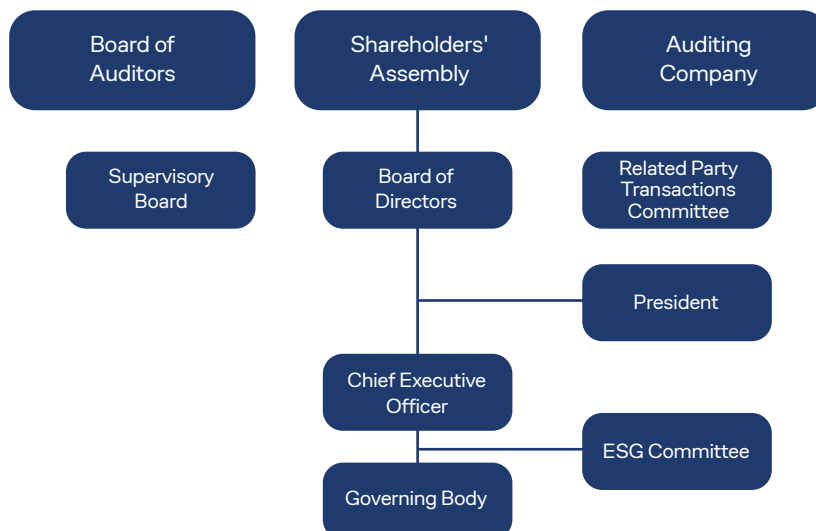 Board of
Auditors
Shareholders'
Assembly
Auditing
Company
Supervisory
Board
Board of
Directors
Related Party
Transactions
Committee
President
Chief Executive
Officer
ESG Committee
Governing Body